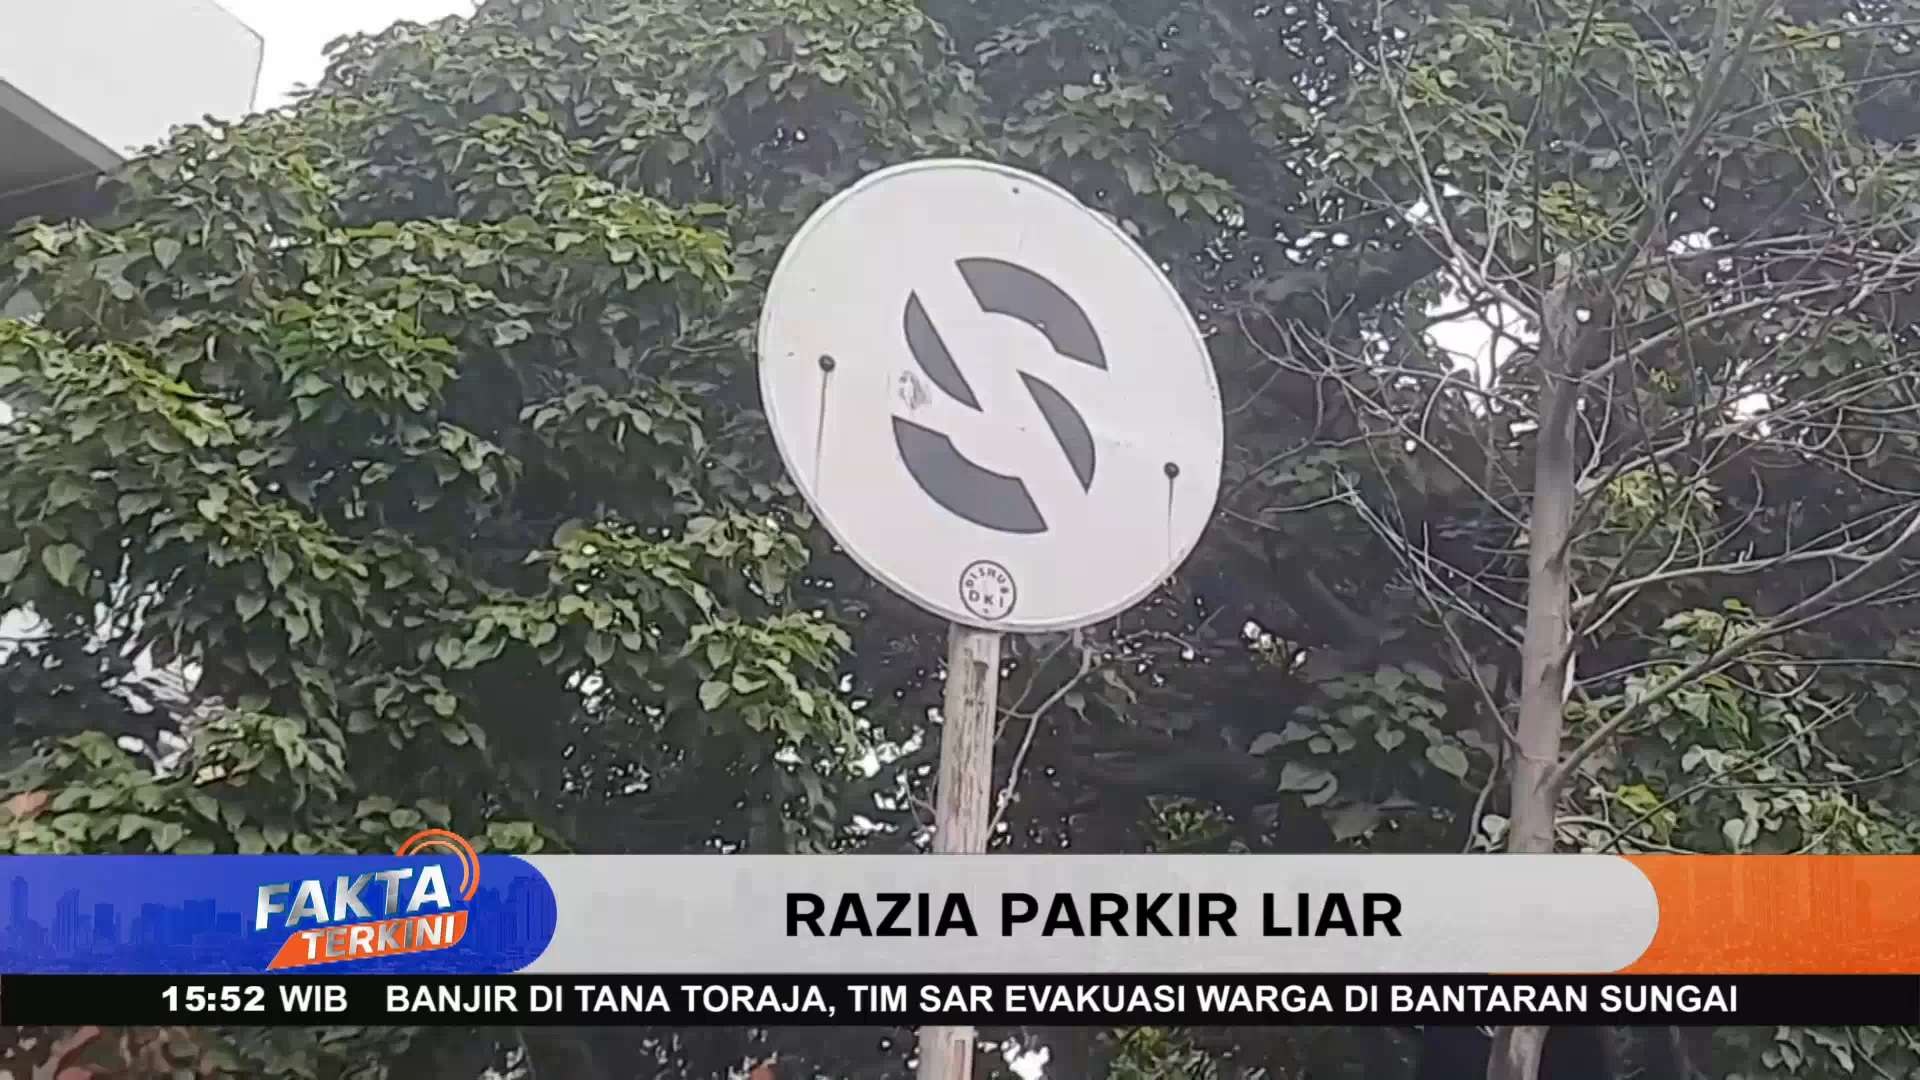 DISHUB
DKI
FAKTA
TERKINI
RAZIA PARKIR LIAR
15:52 WIB BANJIR DI TANA TORAJA, TIM SAR EVAKUASI WARGA DI BANTARAN SUNGAI